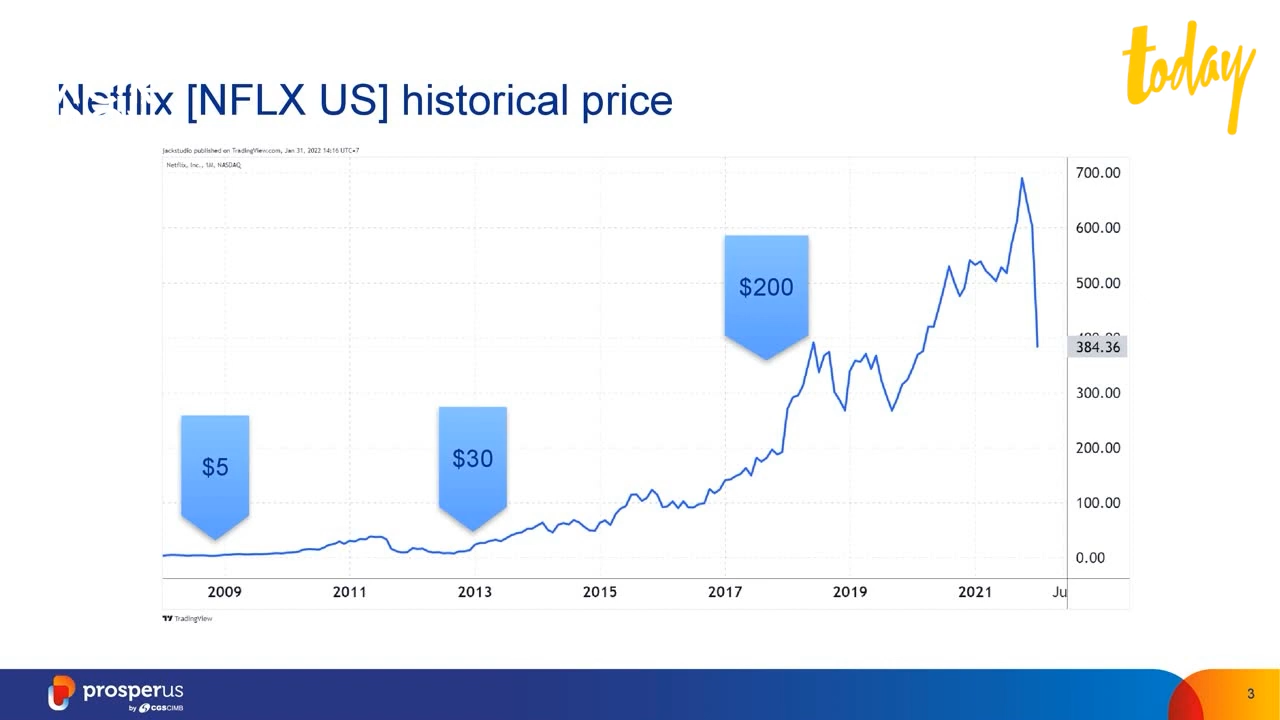 today
Netflix [NFLX US] historical price
jackstudio published on TradingView.com, Jan 31, 2022 14:16 UTC+7
Netflix, Inc., 1M, NASDAQ
700.00
600.00
$200
500.00
384.36
300.00
$5
$30
200.00
100.00
0.00
2009 2011 2013 2015 2017 2019 2021 Ju
TradingView
prosperus
by CGS CIMB
3